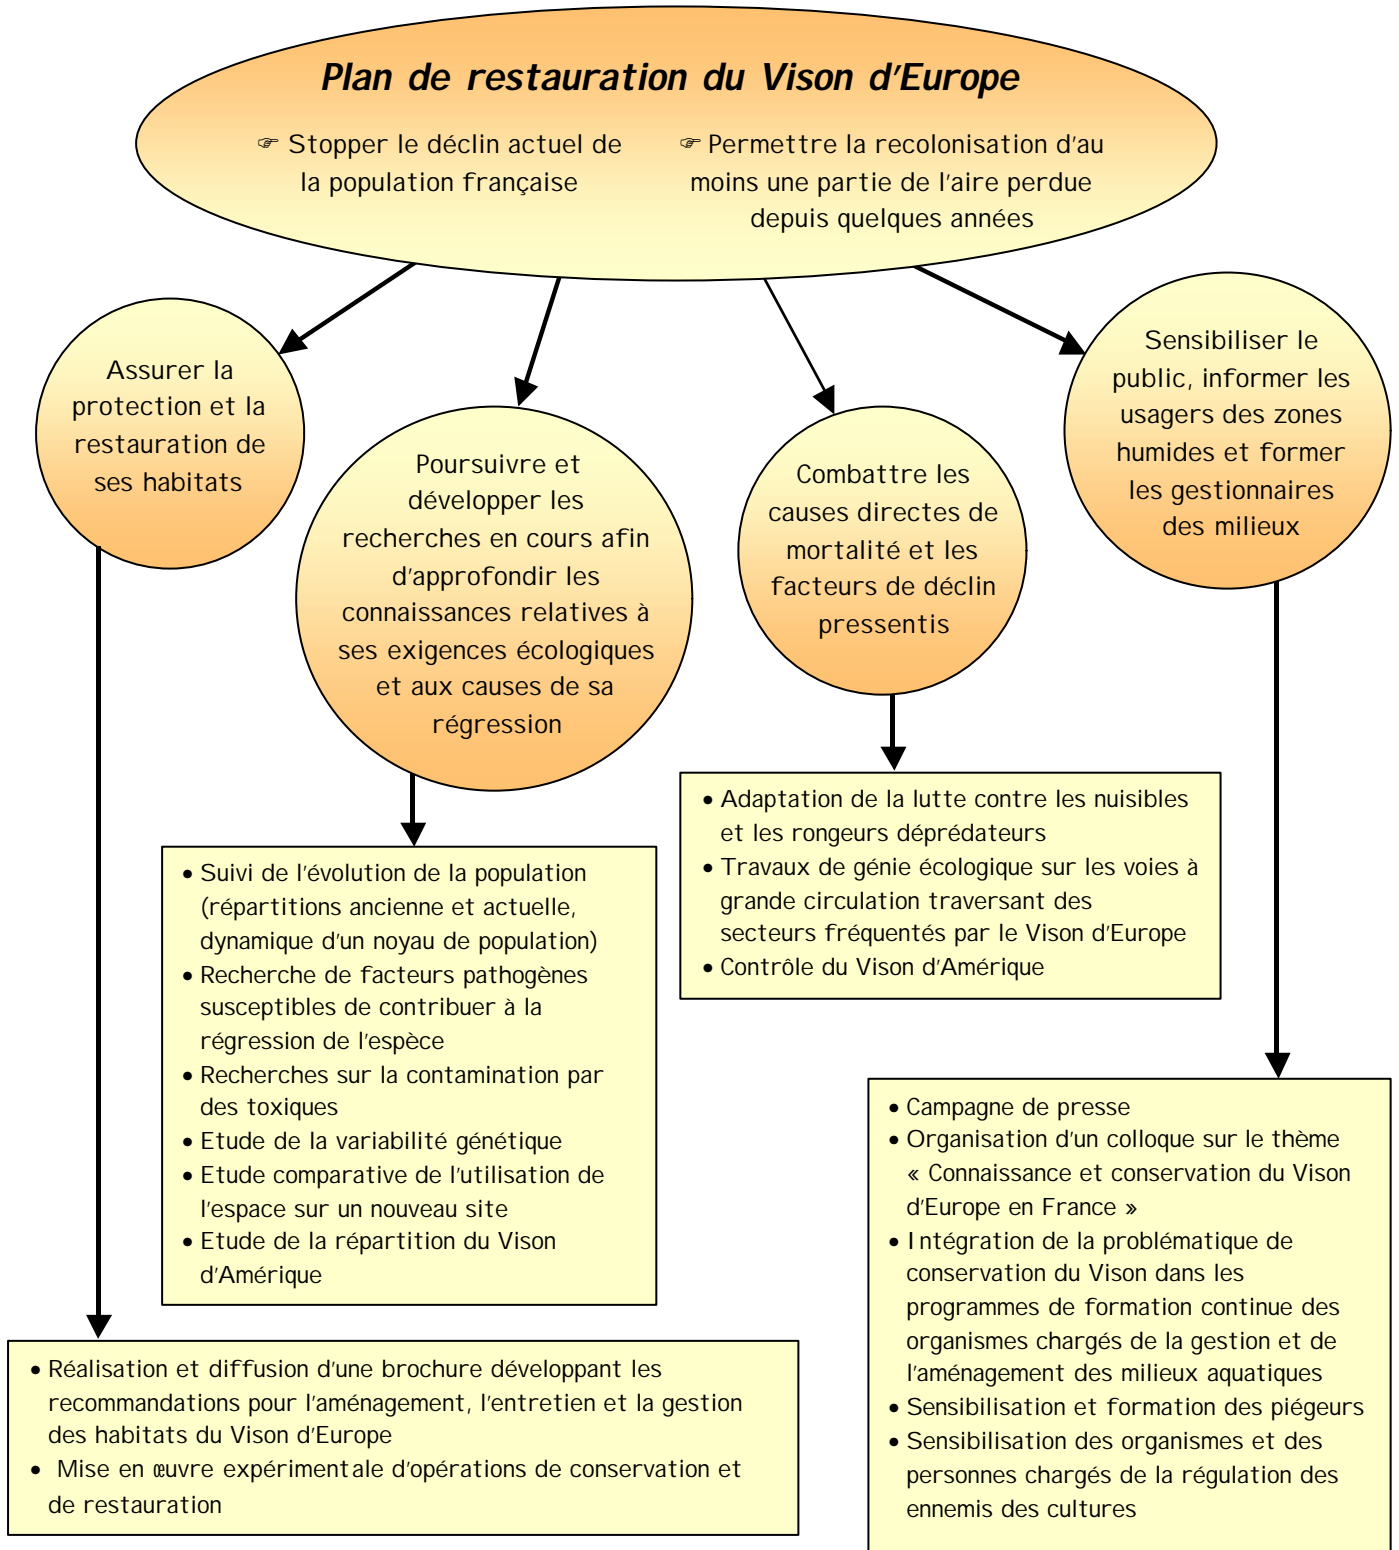 Plan de restauration du Vison d'Europe
☞ Stopper le déclin actuel de
la population française
☞ Permettre la recolonisation d'au
moins une partie de l'aire perdue
depuis quelques années
Assurer la
protection et la
restauration de
ses habitats
Poursuivre et
développer les
recherches en cours afin
d'approfondir les
connaissances relatives à
ses exigences écologiques
et aux causes de sa
régression
Combattre les
causes directes de
mortalité et les
facteurs de déclin
pressentis
Sensibiliser le
public, informer les
usagers des zones
humides et former
les gestionnaires
des milieux
• Réalisation et diffusion d'une brochure développant les
recommandations pour l'aménagement, l'entretien et la gestion
des habitats du Vison d'Europe
• Mise en œuvre expérimentale d'opérations de conservation et
de restauration
• Suivi de l'évolution de la population
(répartitions ancienne et actuelle,
dynamique d'un noyau de population)
• Recherche de facteurs pathogènes
susceptibles de contribuer à la
régression de l'espèce
• Recherches sur la contamination par
des toxiques
• Etude de la variabilité génétique
• Etude comparative de l'utilisation de
l'espace sur un nouveau site
• Etude de la répartition du Vison
d'Amérique
• Adaptation de la lutte contre les nuisibles
et les rongeurs déprédateurs
• Travaux de génie écologique sur les voies à
grande circulation traversant des
secteurs fréquentés par le Vison d'Europe
• Contrôle du Vison d'Amérique
• Campagne de presse
• Organisation d'un colloque sur le thème
« Connaissance et conservation du Vison
d'Europe en France »
• Intégration de la problématique de
conservation du Vison dans les
programmes de formation continue des
organismes chargés de la gestion et de
l'aménagement des milieux aquatiques
• Sensibilisation et formation des piégeurs
• Sensibilisation des organismes et des
personnes chargés de la régulation des
ennemis des cultures